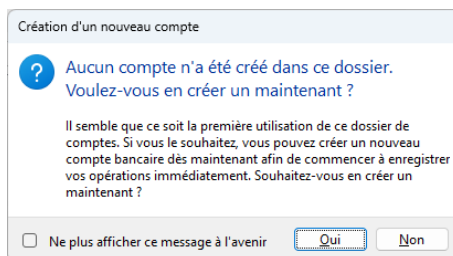 Création d'un nouveau compte
?
Aucun compte n'a été créé dans ce dossier.
Voulez-vous en créer un maintenant ?
Il semble que ce soit la première utilisation de ce dossier de
comptes. Si vous le souhaitez, vous pouvez créer un nouveau
compte bancaire dès maintenant afin de commencer à enregistrer
vos opérations immédiatement. Souhaitez-vous en créer un
maintenant ?
Ne plus afficher ce message à l'avenir
Oui
Non